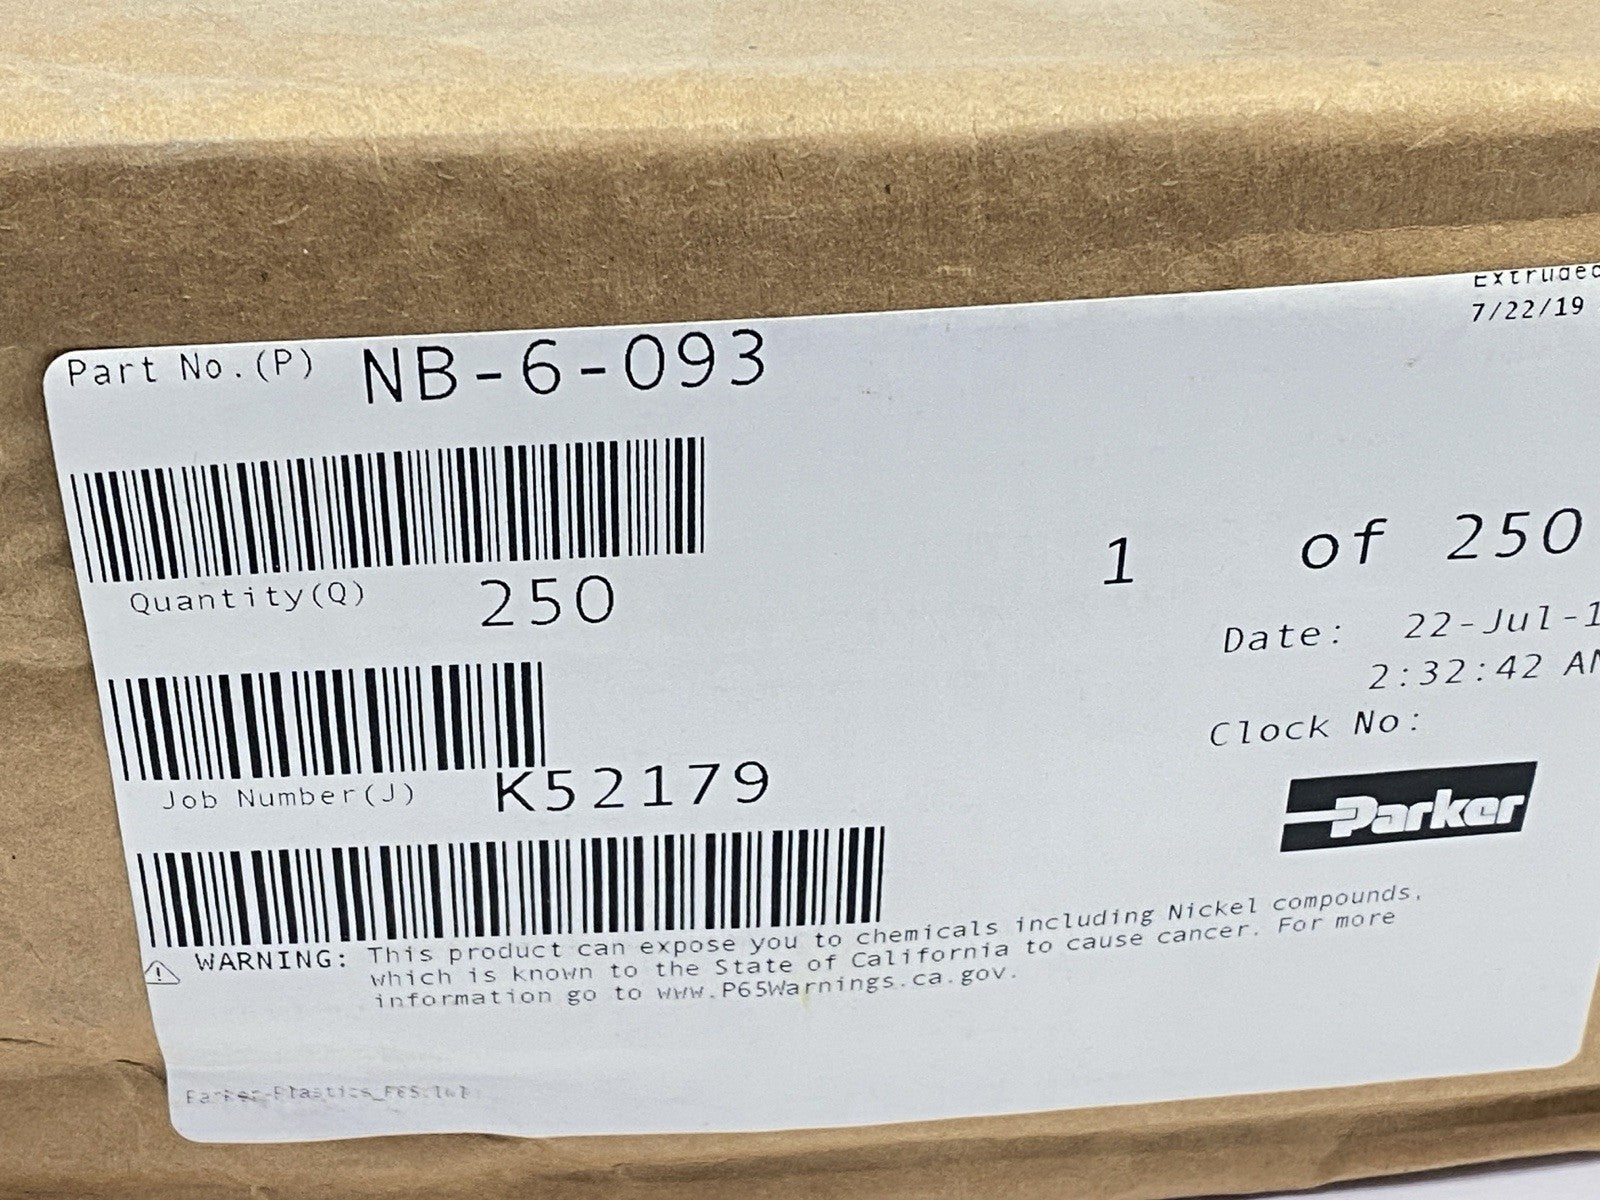 Extruded
7/22/19
Part No.(P) NB-6-093
Quantity(Q) 250
1 of 250
Date: 22-Jul-1
2:32:42 AM
Clock No:
Job Number(J) K52179
Parker
WARNING: This product can expose you to chemicals including Nickel compounds,
which is known to the State of California to cause cancer. For more
information go to www.P65Warnings.ca.gov.